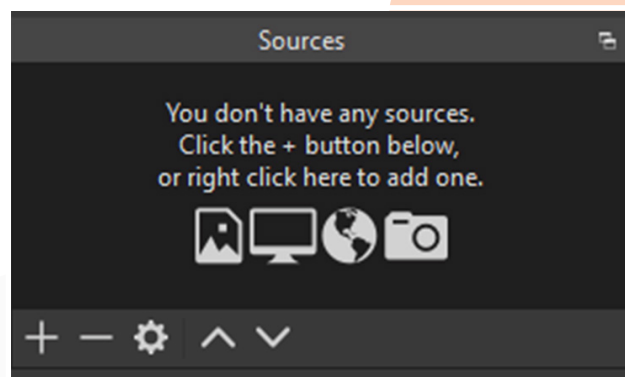 Sources
You don't have any sources.
Click the + button below,
or right click here to add one.